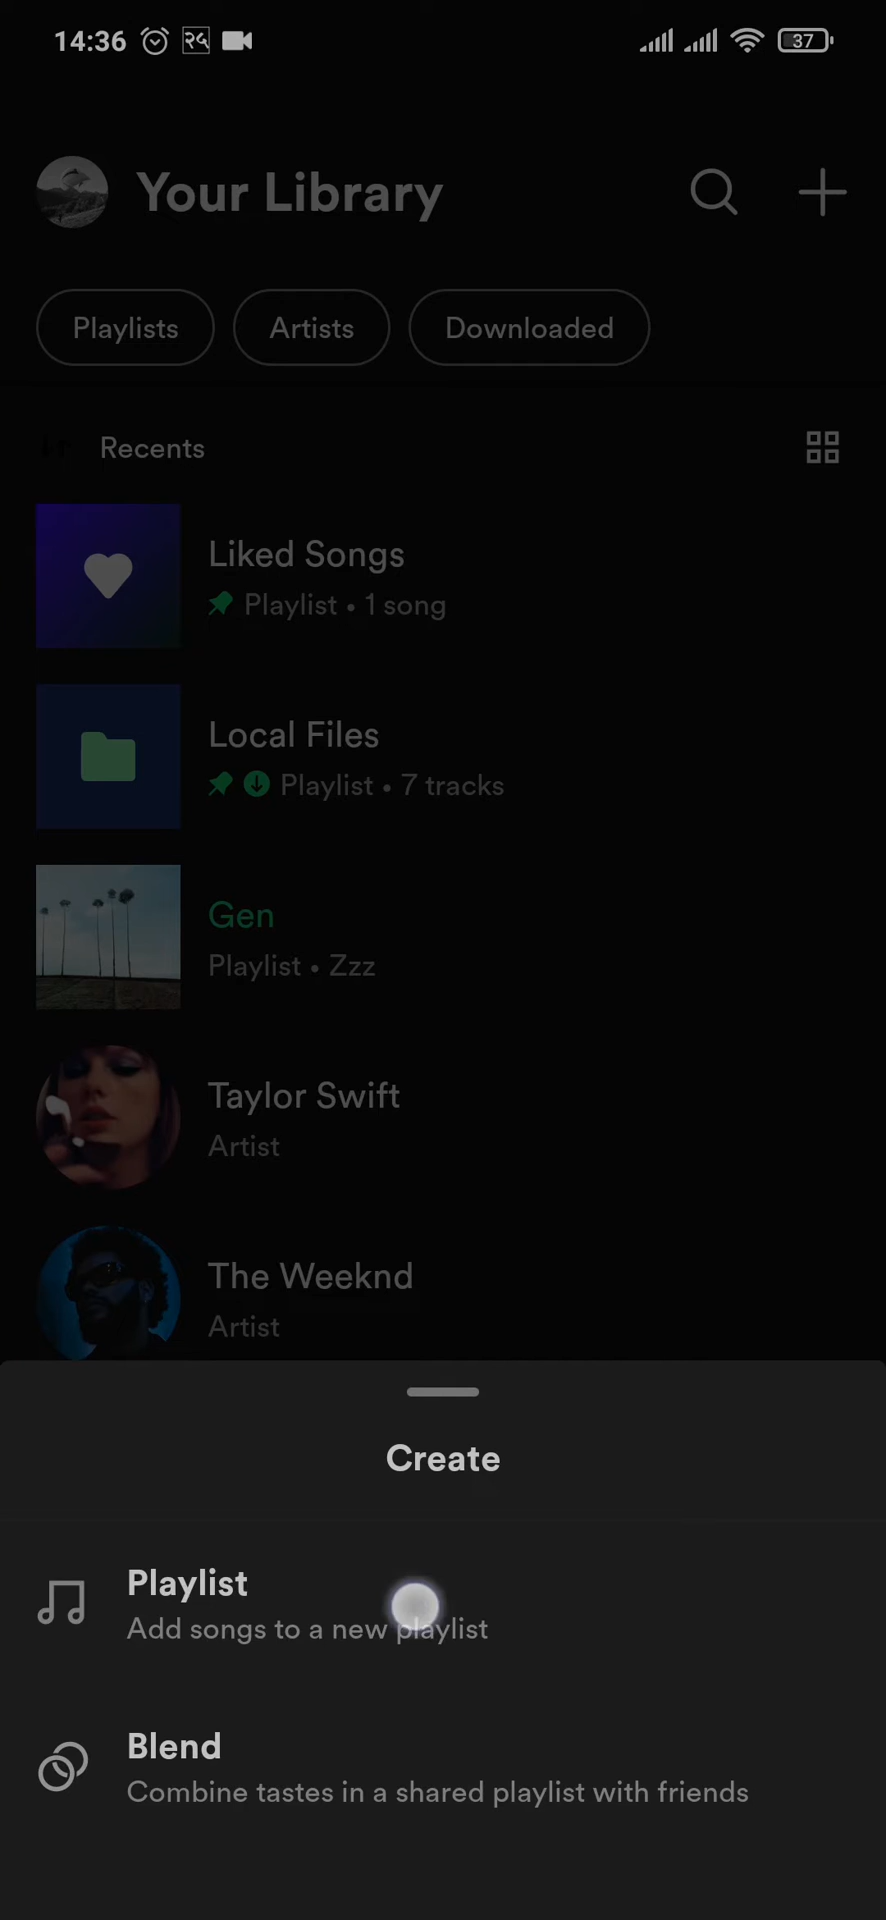 14:36 २५ 37
Your Library
Playlists Artists Downloaded
Recents
Liked Songs
Playlist • 1 song
Local Files
Playlist • 7 tracks
Gen
Playlist • Zzz
Taylor Swift
Artist
The Weeknd
Artist
Create
Playlist
Add songs to a new playlist
Blend
Combine tastes in a shared playlist with friends